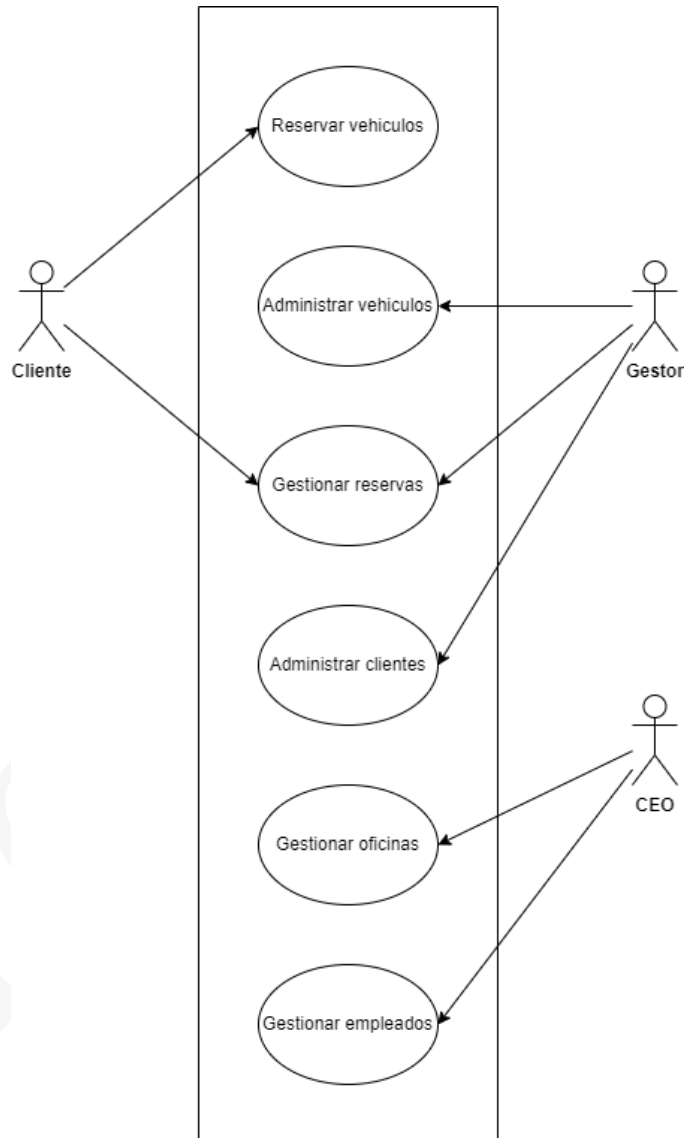 Reservar vehiculos
Administrar vehiculos
Cliente
Gestor
Gestionar reservas
Administrar clientes
CEO
Gestionar oficinas
Gestionar empleados